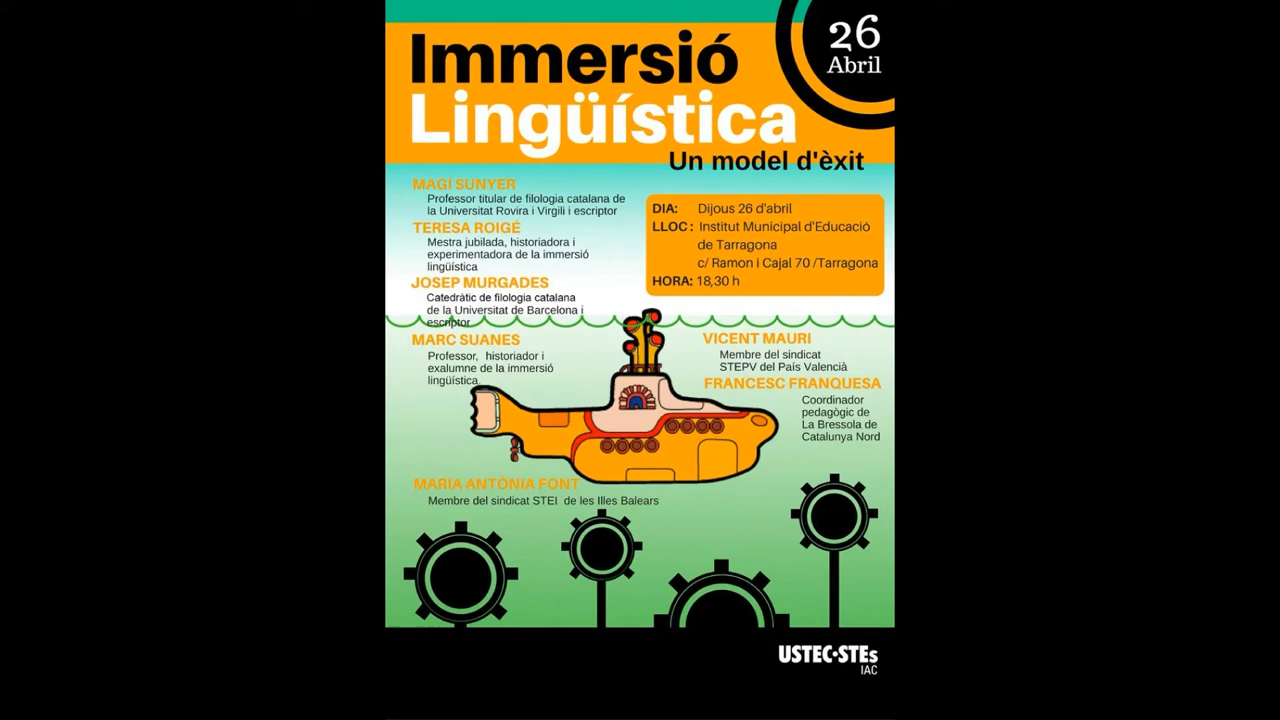 26
Abril
Immersió
Lingüística
Un model d'èxit
MAGÍ SUNYER
Professor titular de filologia catalana de
la Universitat Rovira i Virgili i escriptor
TERESA ROIGÉ
Mestra jubilada, historiadora i
experimentadora de la immersió
lingüística
JOSEP MURGADES
Catedràtic de filologia catalana
de la Universitat de Barcelona i
escriptor
MARC SUANES
Professor, historiador i
exalumne de la immersió
lingüística
DIA: Dijous 26 d'abril
LLOC: Institut Municipal d'Educació
de Tarragona
c/ Ramon i Cajal 70 /Tarragona
HORA: 18,30 h
VICENT MAURI
Membre del sindicat
STEPV del País Valencià
FRANCESC FRANQUESA
Coordinador
pedagògic de
La Bressola de
Catalunya Nord
MARIA ANTÒNIA FONT
Membre del sindicat STEI de les Illes Balears
USTEC·STEs
IAC